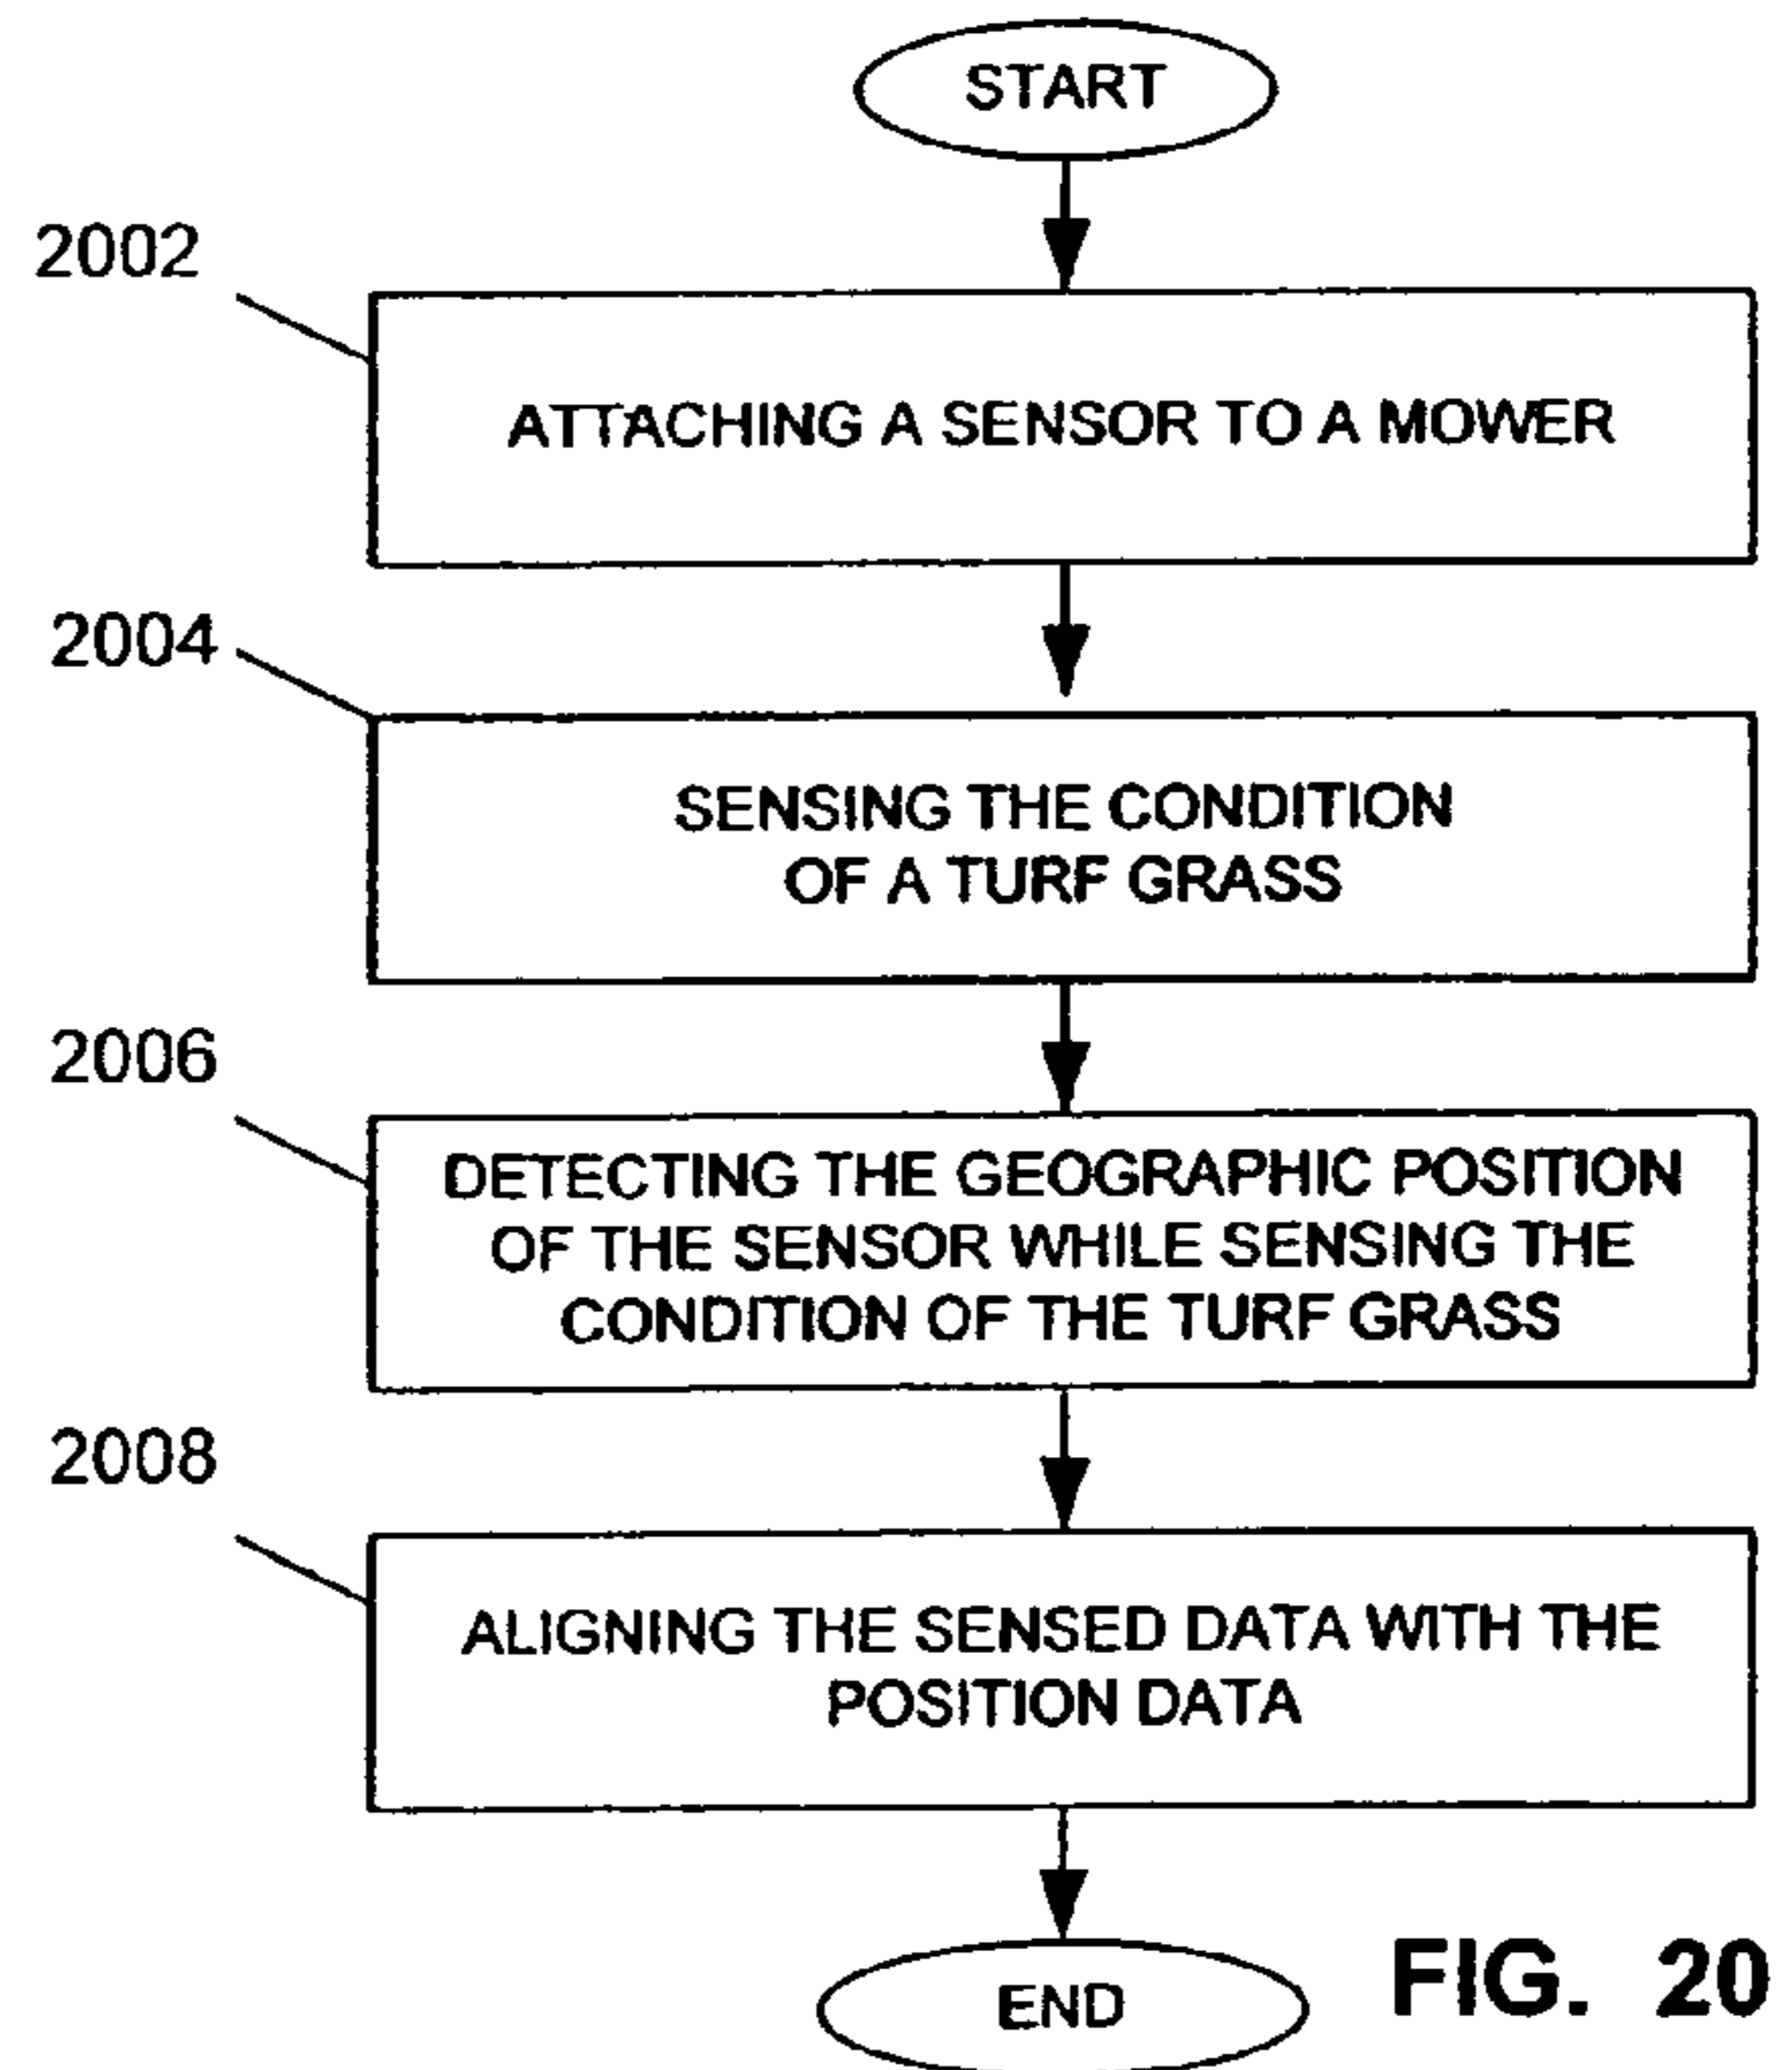 START
2002
ATTACHING A SENSOR TO A MOWER
2004
SENSING THE CONDITION
OF A TURF GRASS
2006
DETECTING THE GEOGRAPHIC POSITION
OF THE SENSOR WHILE SENSING THE
CONDITION OF THE TURF GRASS
2008
ALIGNING THE SENSED DATA WITH THE
POSITION DATA
END
FIG. 20